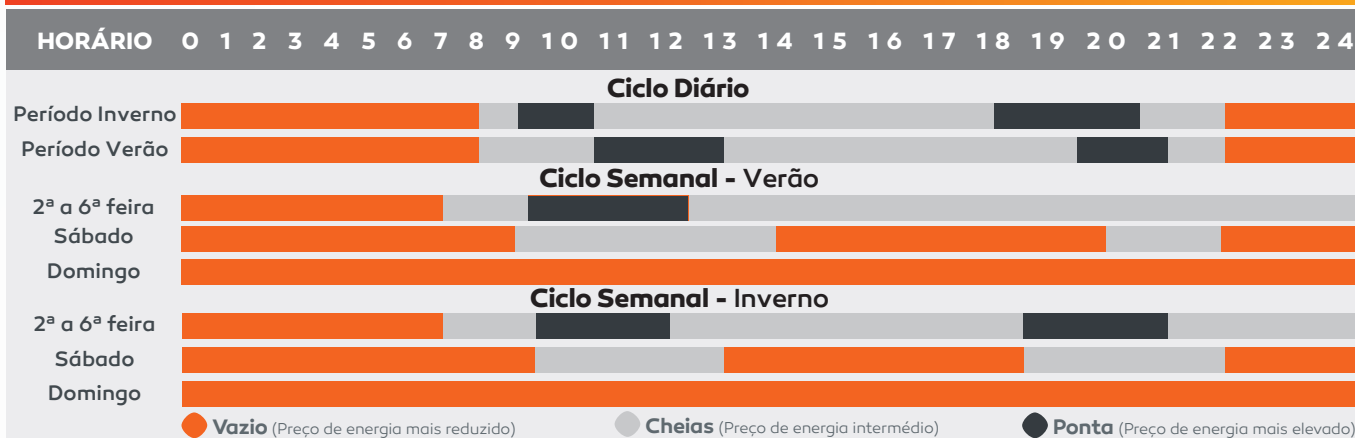 HORÁRIO 0 1 2 3 4 5 6 7 8 9 10 11 12 13 14 15 16 17 18 19 20 21 22 23 24
Ciclo Diário
Período Inverno
Período Verão
Ciclo Semanal - Verão
2ª a 6ª feira
Sábado
Domingo
Ciclo Semanal - Inverno
2ª a 6ª feira
Sábado
Domingo
Vazio (Preço de energia mais reduzido) Cheias (Preço de energia intermédio) Ponta (Preço de energia mais elevado)